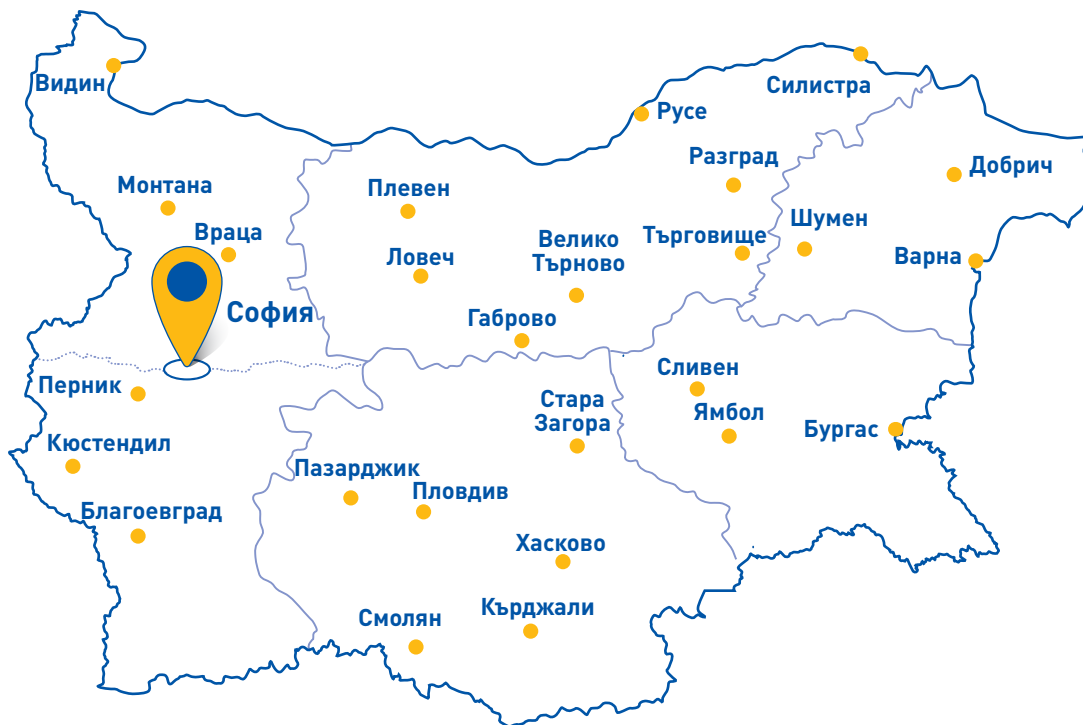 Видин
Силистра
Русе
Разград
Добрич
Монтана
Плевен
Шумен
Враца
Велико
Търново
Търговище
Ловеч
Варна
София
Габрово
Сливен
Перник
Стара
Загора
Ямбол
Бургас
Кюстендил
Пазарджик
Пловдив
Благоевград
Хасково
Смолян
Кърджали